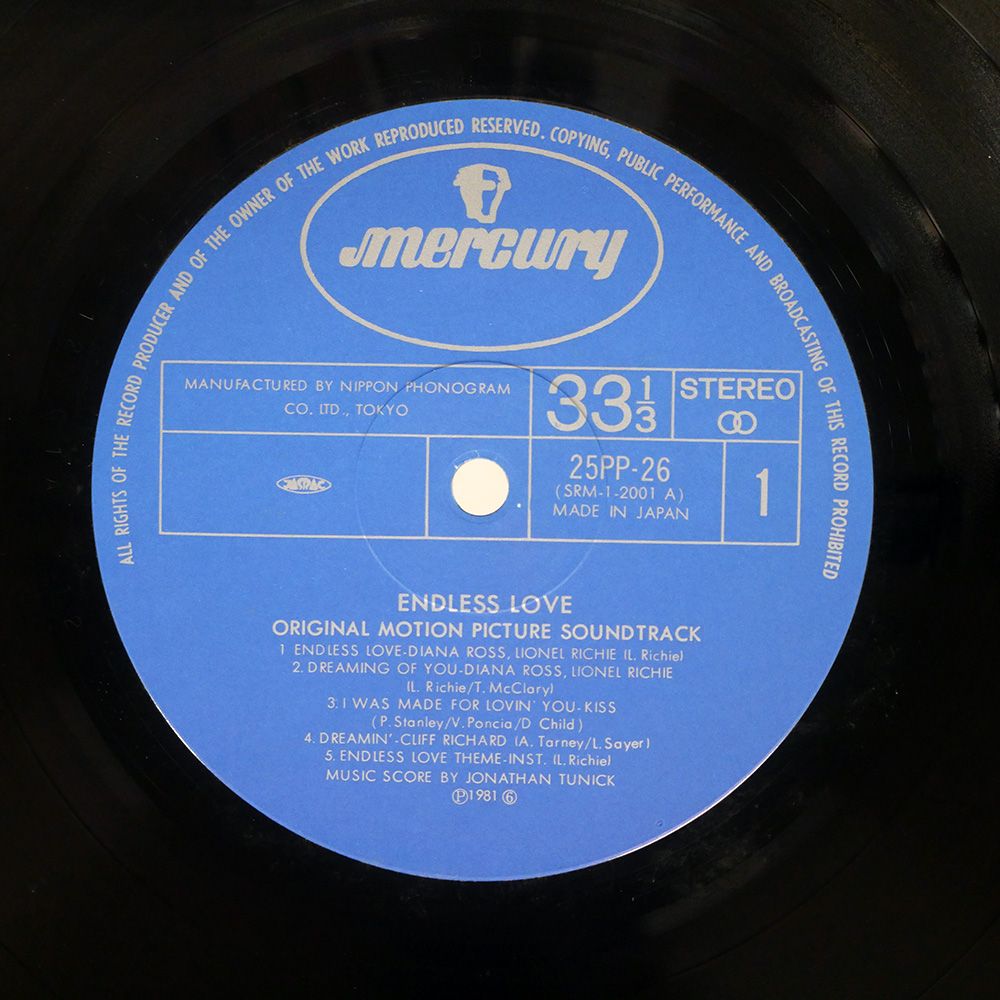 ALL RIGHTS OF THE RECORD PRODUCER AND OF THE OWNER OF THE WORK REPRODUCED RESERVED. COPYING, PUBLIC PERFORMANCE AND BROADCASTING OF THIS RECORD PROHIBITED
mercury
MANUFACTURED BY NIPPON PHONOGRAM
CO. LTD., TOKYO
33 1/3
STEREO
JASRAC
25PP-26
(SRM-1-2001 A)
MADE IN JAPAN
1
ENDLESS LOVE
ORIGINAL MOTION PICTURE SOUNDTRACK
1 ENDLESS LOVE-DIANA ROSS, LIONEL RICHIE (L. Richie)
2. DREAMING OF YOU-DIANA ROSS, LIONEL RICHIE
(L. Richie/T. McClary)
3. I WAS MADE FOR LOVIN' YOU-KISS
(P. Stanley/V. Poncia/D Child)
4. DREAMIN'-CLIFF RICHARD (A. Tarney/L. Sayer)
5. ENDLESS LOVE THEME-INST. (L. Richie)
MUSIC SCORE BY JONATHAN TUNICK
Ⓟ1981 ⑥